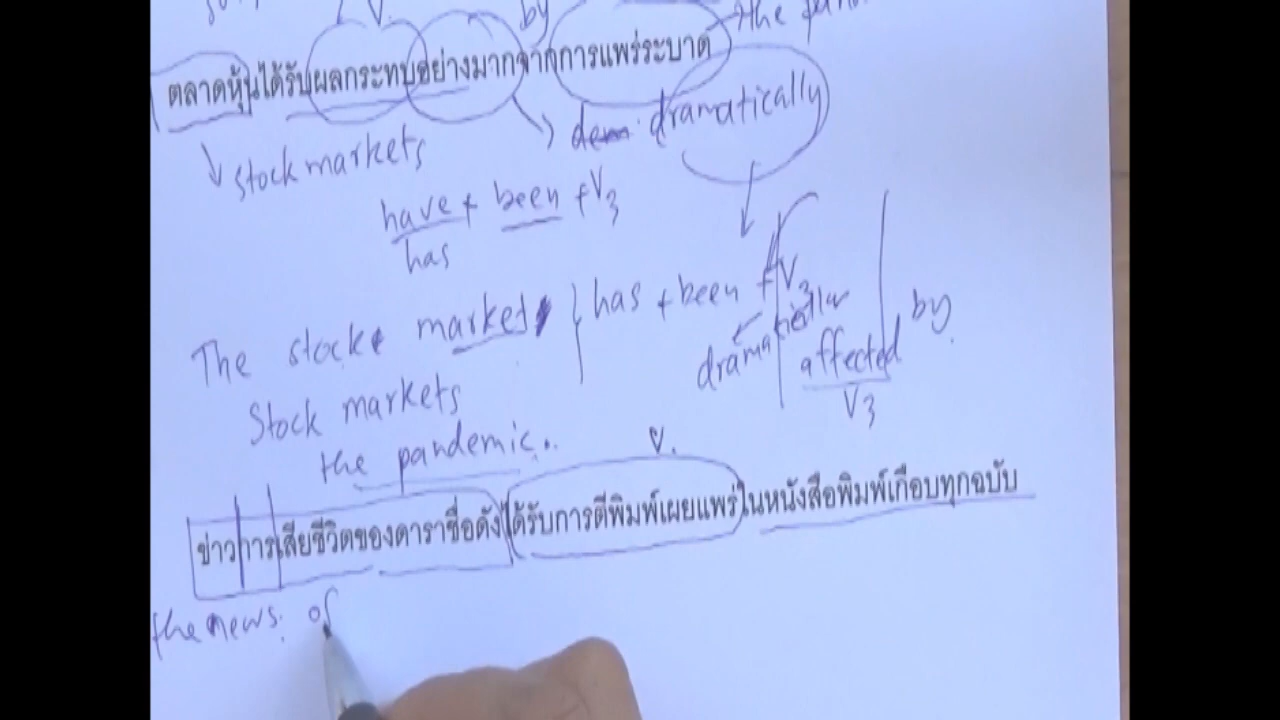 V. by the
ตลาดหุ้นได้รับผลกระทบอย่างมากจากการแพร่ระบาด
stock markets dem dramatically
have + been + V3
has
The stock market has + been + V3
dramatically affected by
V3
Stock markets
the pandemic..
V.
ข่าวการเสียชีวิตของดาราชื่อดังได้รับการตีพิมพ์เผยแพร่ในหนังสือพิมพ์เกือบทุกฉบับ
the news: of